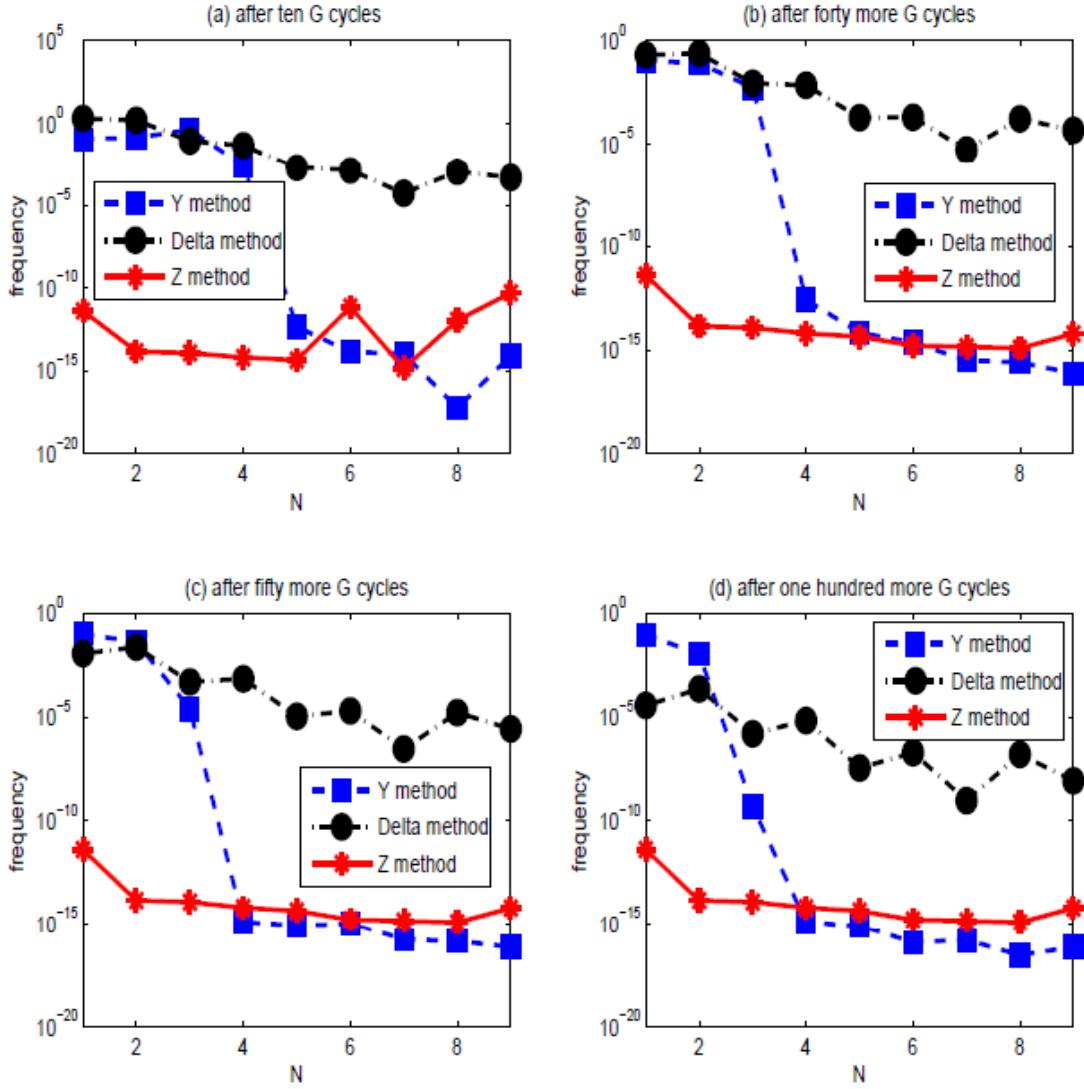 (a) after ten G cycles
frequency
10^5
10^0
10^−5
10^−10
10^−15
10^−20
Y method
Delta method
Z method
2 4 6 8
N
(b) after forty more G cycles
frequency
10^0
10^−5
10^−10
10^−15
10^−20
Y method
Delta method
Z method
2 4 6 8
N
(c) after fifty more G cycles
frequency
10^0
10^−5
10^−10
10^−15
10^−20
Y method
Delta method
Z method
2 4 6 8
N
(d) after one hundred more G cycles
frequency
10^0
10^−5
10^−10
10^−15
10^−20
Y method
Delta method
Z method
2 4 6 8
N